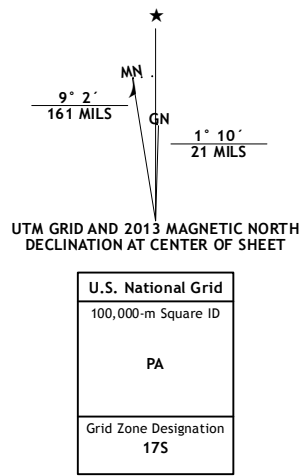 MN
GN
9° 2´
161 MILS
1° 10´
21 MILS
UTM GRID AND 2013 MAGNETIC NORTH
DECLINATION AT CENTER OF SHEET
U.S. National Grid
100,000-m Square ID
PA
Grid Zone Designation
17S